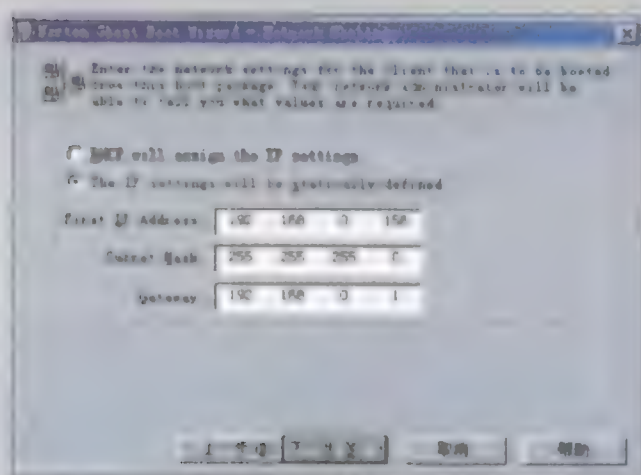 Norton Ghost Boot Wizard - Network
Enter the network settings for the client that is to be booted
from this boot package. The network administrator will be
able to tell you what values are required
DHCP will assign the IP settings
The IP settings will be statically defined
First IP Address 192 168 0 150
Subnet Mask 255 255 255 0
Gateway 192 168 0 1
取消 帮助